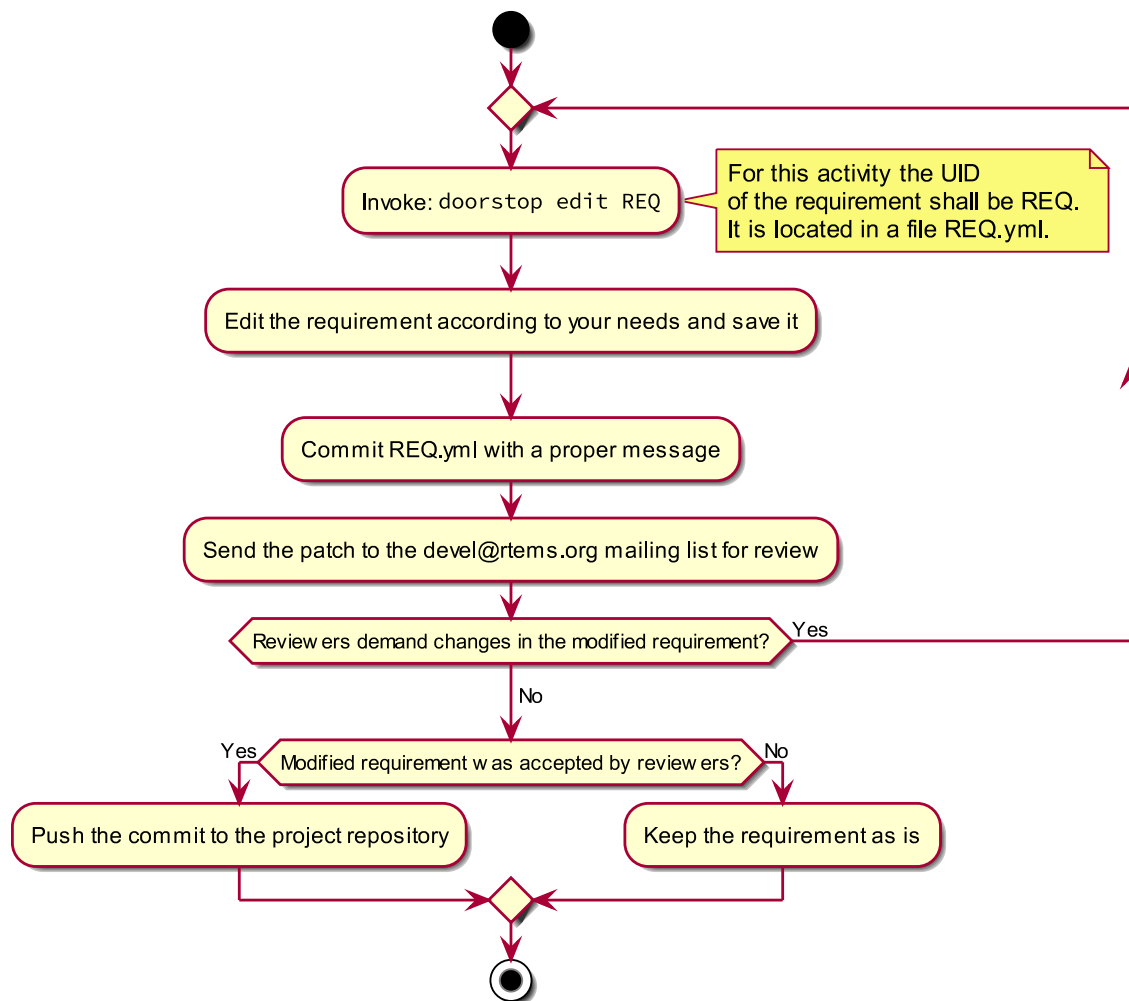 Invoke: doorstop edit REQ
For this activity the UID
of the requirement shall be REQ.
It is located in a file REQ.yml.
Edit the requirement according to your needs and save it
Commit REQ.yml with a proper message
Send the patch to the devel@rtems.org mailing list for review
Reviewers demand changes in the modified requirement?
Yes
No
Yes
Modified requirement was accepted by reviewers?
No
Push the commit to the project repository
Keep the requirement as is